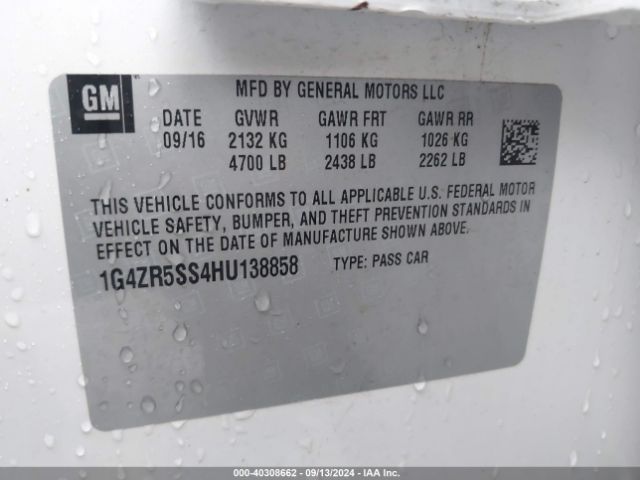 GM
MFD BY GENERAL MOTORS LLC
DATE GVWR GAWR FRT GAWR RR
09/16 2132 KG 1106 KG 1026 KG
4700 LB 2438 LB 2262 LB
THIS VEHICLE CONFORMS TO ALL APPLICABLE U.S. FEDERAL MOTOR
VEHICLE SAFETY, BUMPER, AND THEFT PREVENTION STANDARDS IN
EFFECT ON THE DATE OF MANUFACTURE SHOWN ABOVE.
1G4ZR5SS4HU138858 TYPE: PASS CAR
000-40308662 - 09/13/2024 - IAA Inc.